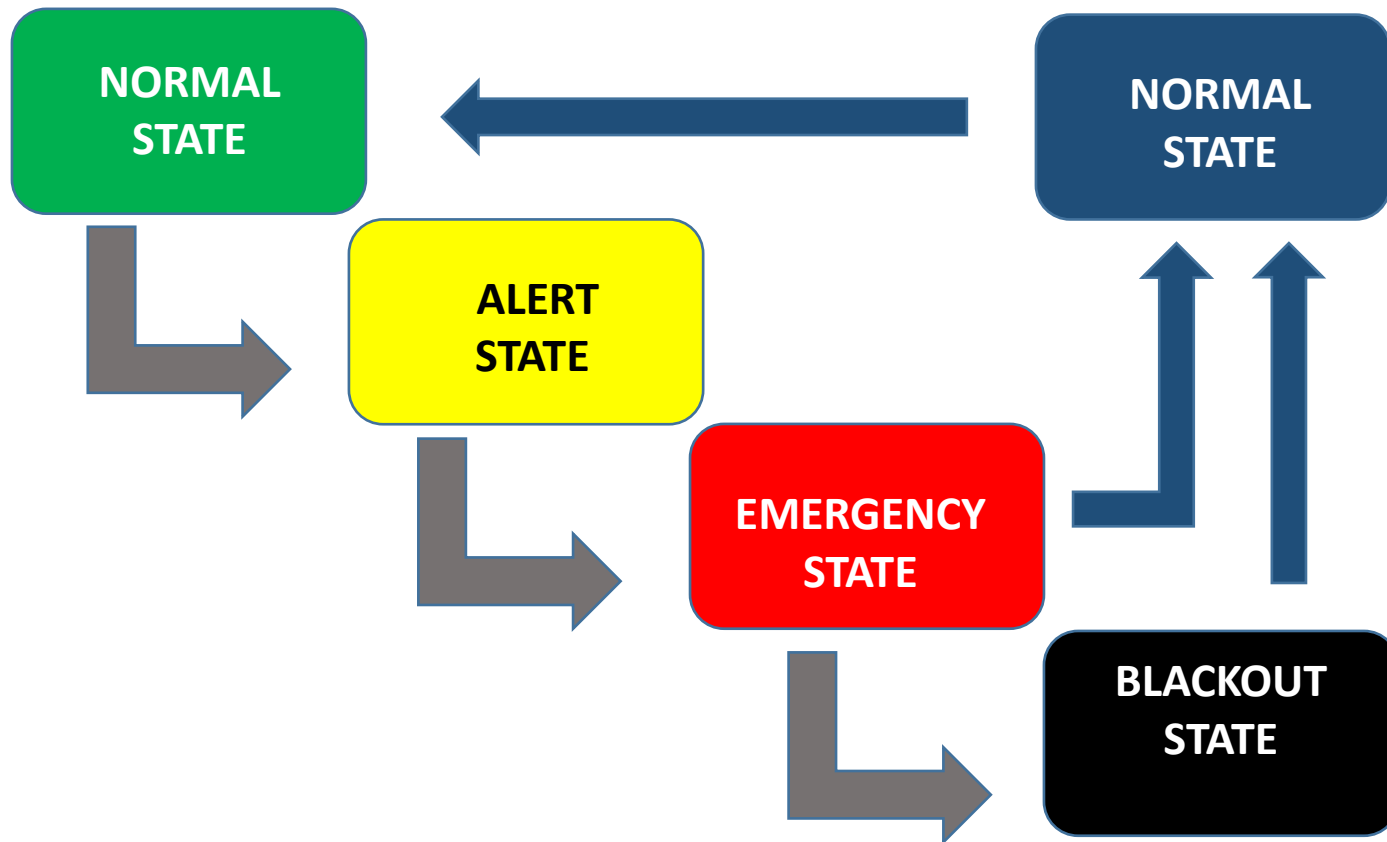 NORMAL
STATE
NORMAL
STATE
ALERT
STATE
EMERGENCY
STATE
BLACKOUT
STATE